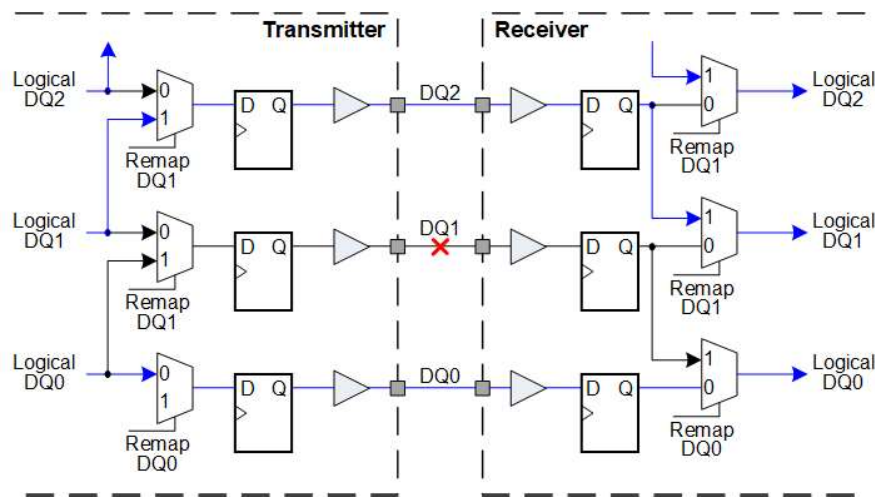 Transmitter
Receiver
Logical
DQ2
0
1
Remap
DQ1
D Q
DQ2
D Q
1
0
Remap
DQ1
Logical
DQ2
Logical
DQ1
0
1
Remap
DQ1
D Q
DQ1
D Q
1
0
Remap
DQ1
Logical
DQ1
Logical
DQ0
0
1
Remap
DQ0
D Q
DQ0
D Q
1
0
Remap
DQ0
Logical
DQ0